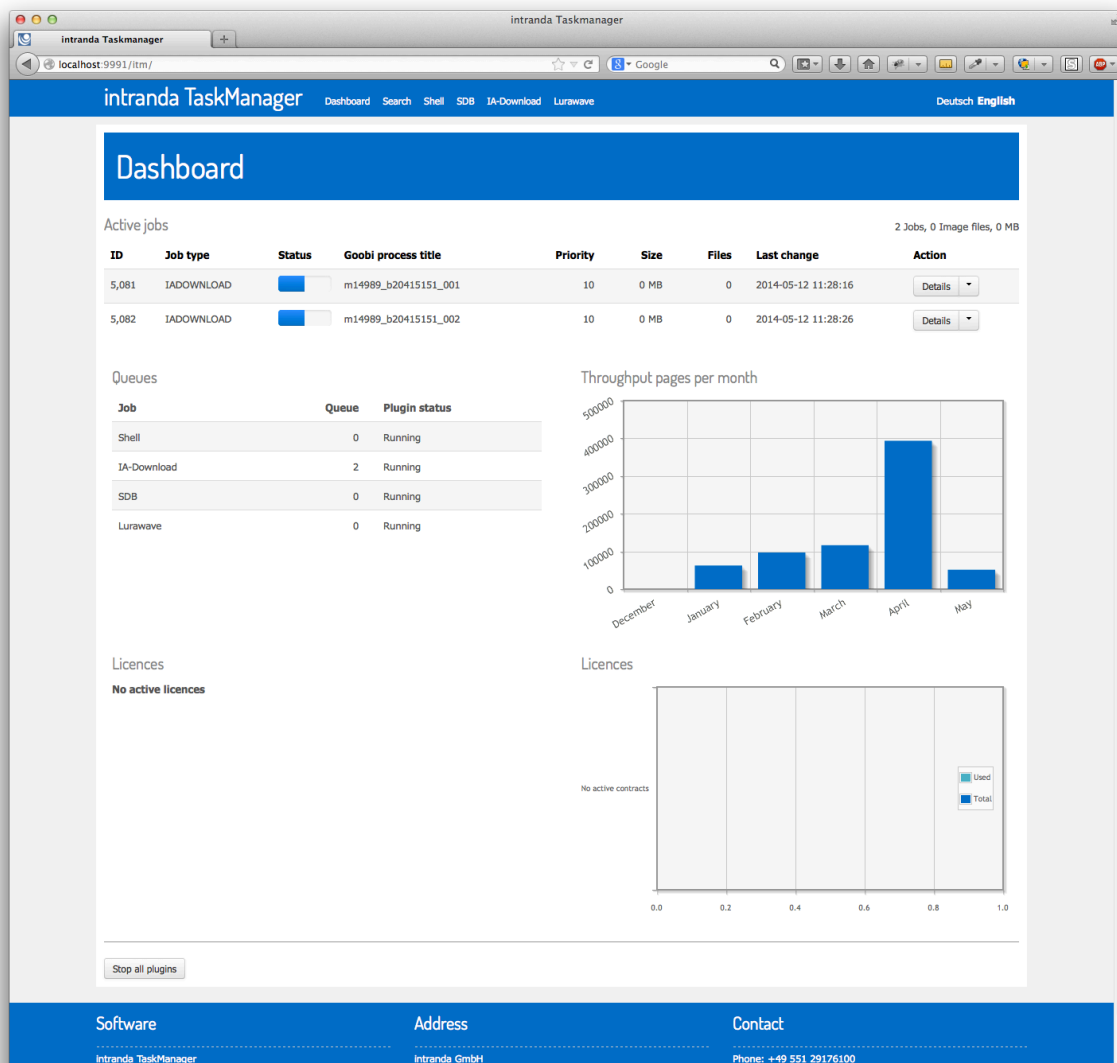 intranda Taskmanager
intranda Taskmanager
localhost:9991/itm/
Google
intranda TaskManager Dashboard Search Shell SDB IA-Download Lurawave Deutsch English
Dashboard
Active jobs 2 Jobs, 0 Image files, 0 MB
ID Job type Status Goobi process title Priority Size Files Last change Action
5,081 IADOWNLOAD m14989_b20415151_001 10 0 MB 0 2014-05-12 11:28:16 Details
5,082 IADOWNLOAD m14989_b20415151_002 10 0 MB 0 2014-05-12 11:28:26 Details
Queues
Job Queue Plugin status
Shell 0 Running
IA-Download 2 Running
SDB 0 Running
Lurawave 0 Running
Throughput pages per month
500000
400000
300000
200000
100000
0
December January February March April May
Licences
No active licences
Licences
No active contracts
Used
Total
0.0 0.2 0.4 0.6 0.8 1.0
Stop all plugins
Software Address Contact
intranda TaskManager intranda GmbH Phone: +49 551 29176100